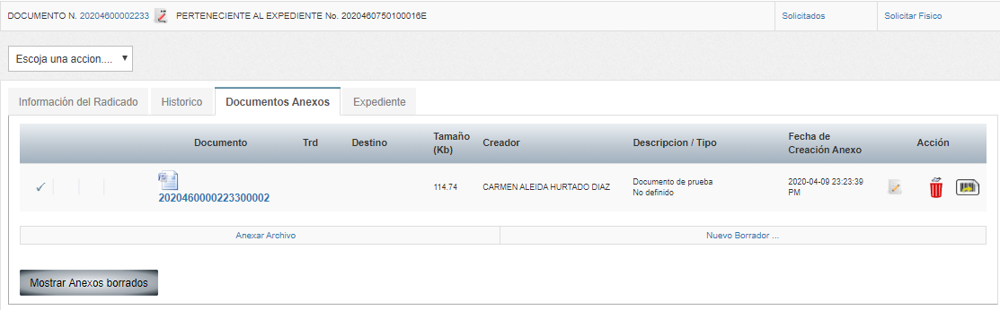 DOCUMENTO N. 20204600002233 PERTENECIENTE AL EXPEDIENTE No. 2020460750100016E Solicitados Solicitar Fisico
Escoja una accion....
Información del Radicado Historico Documentos Anexos Expediente
Documento Trd Destino Tamaño (Kb) Creador Descripcion / Tipo Fecha de Creación Anexo Acción
2020460000223300002 114.74 CARMEN ALEIDA HURTADO DIAZ Documento de prueba No definido 2020-04-09 23:23:39 PM
Anexar Archivo Nuevo Borrador ...
Mostrar Anexos borrados